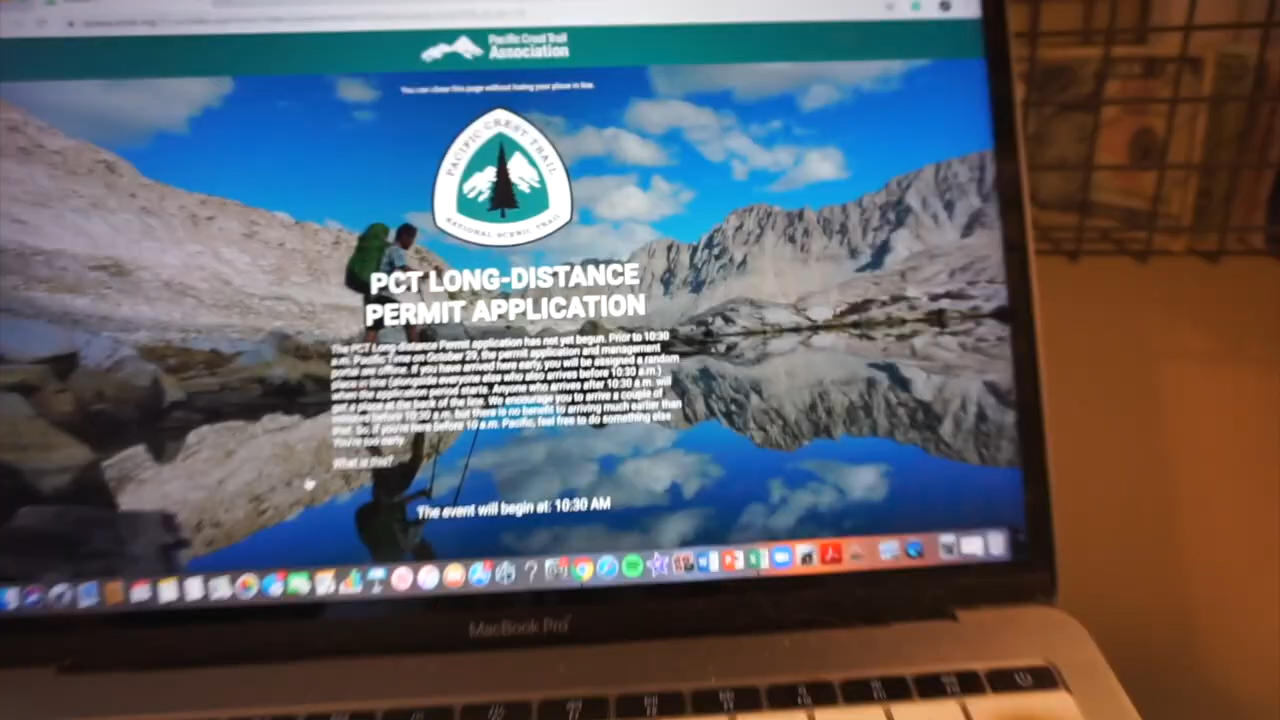 Pacific Crest Trail
Association
You can close this page without losing your place in line.
PACIFIC CREST TRAIL
NATIONAL SCENIC TRAIL
PCT LONG-DISTANCE
PERMIT APPLICATION
The PCT Long-distance Permit application has not yet begun. Prior to 10:30
a.m. Pacific Time on October 29, the permit application and management
portal are offline. If you have arrived here early, you will be assigned a random
place in line (alongside everyone else who also arrives before 10:30 a.m.)
when the application period starts. Anyone who arrives after 10:30 a.m. will
get a place at the back of the line. We encourage you to arrive a couple of
minutes before 10:30 a.m. but there is no benefit to arriving much earlier than
that. So, if you're here before 10 a.m. Pacific, feel free to do something else.
You're too early.
What is this?
The event will begin at: 10:30 AM
MacBook Pro